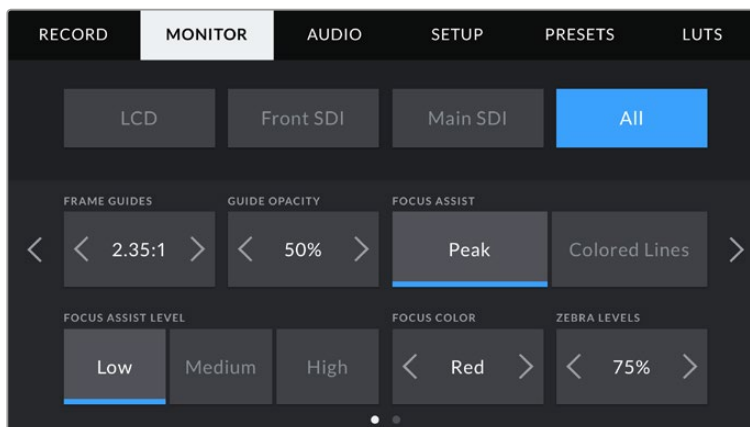 RECORD MONITOR AUDIO SETUP PRESETS LUTS
LCD Front SDI Main SDI All
FRAME GUIDES GUIDE OPACITY FOCUS ASSIST
2.35:1 50% Peak Colored Lines
FOCUS ASSIST LEVEL FOCUS COLOR ZEBRA LEVELS
Low Medium High Red 75%